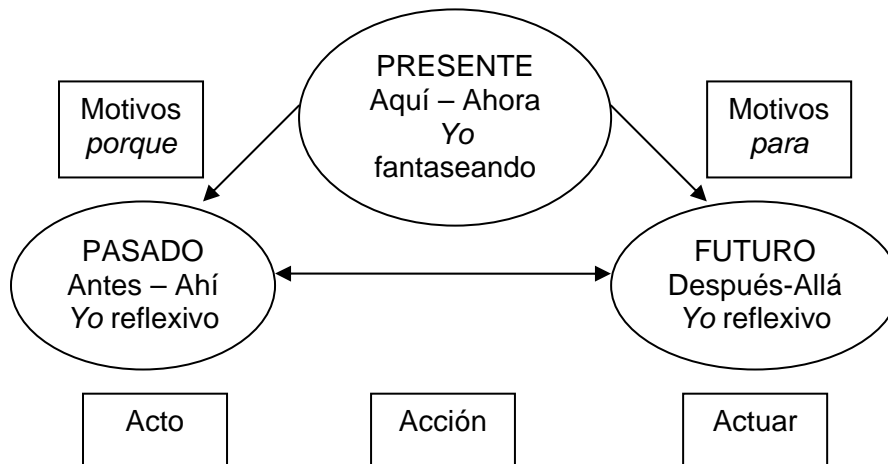 PRESENTE
Aquí – Ahora
Yo
fantaseando
Motivos
porque
Motivos
para
PASADO
Antes – Ahí
Yo reflexivo
FUTURO
Después-Allá
Yo reflexivo
Acto
Acción
Actuar